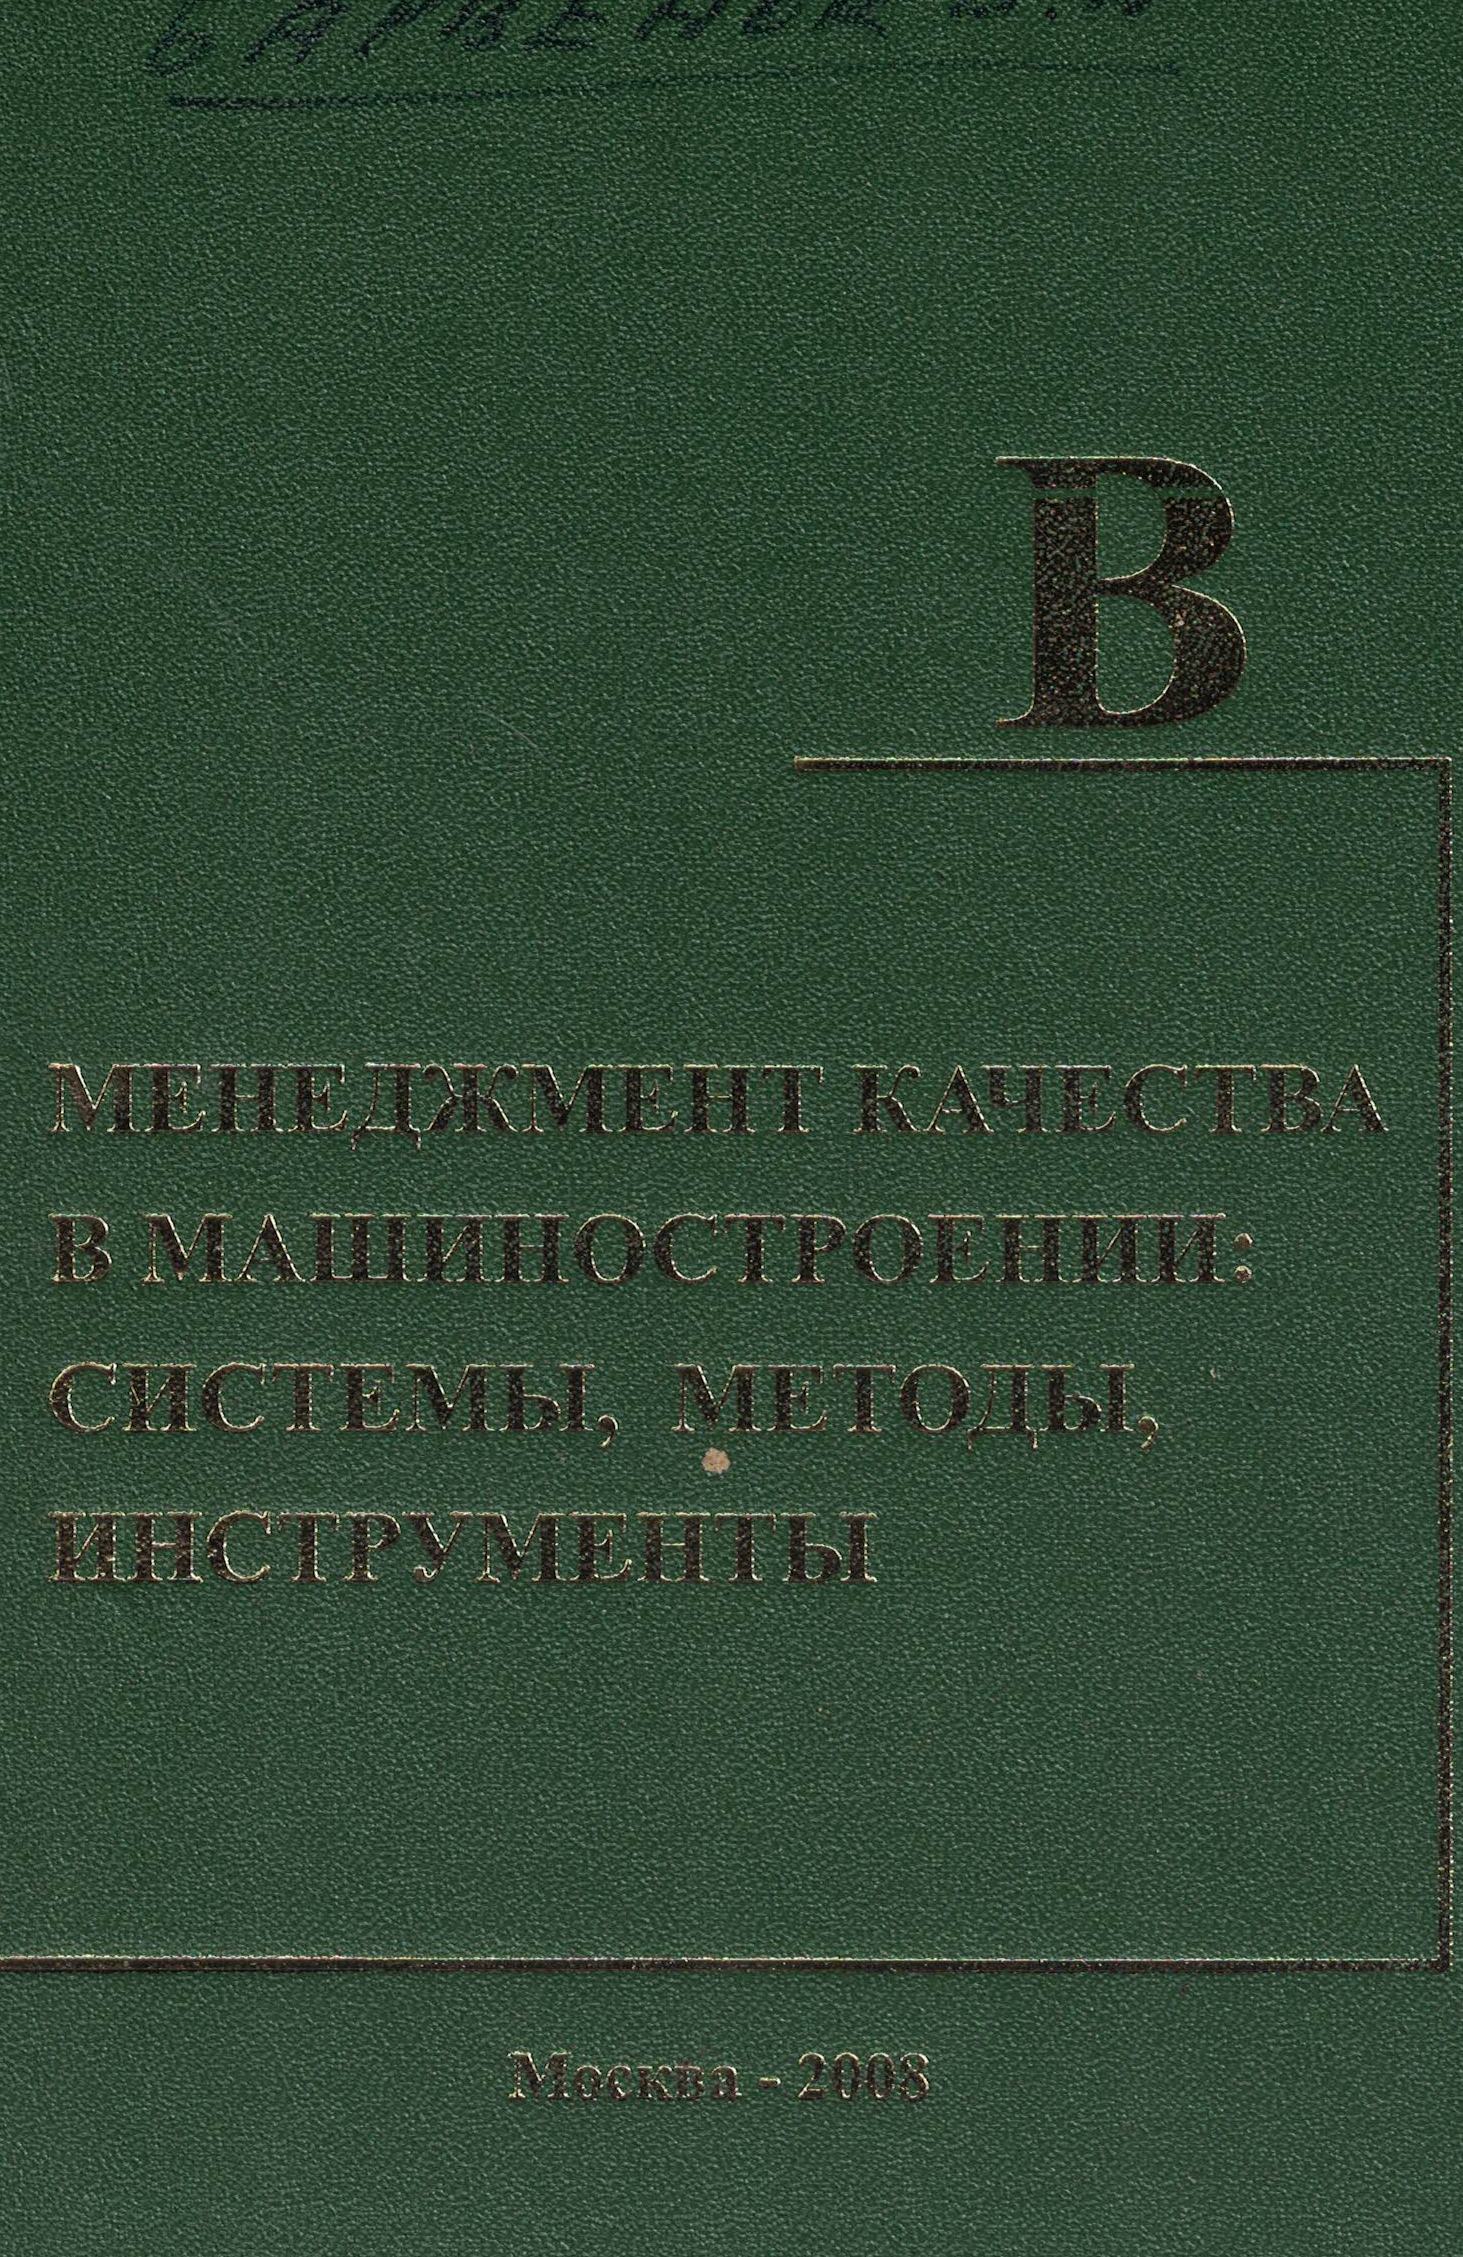 В
МЕНЕДЖМЕНТ КАЧЕСТВА
В МАШИНОСТРОЕНИИ:
СИСТЕМЫ, МЕТОДЫ,
ИНСТРУМЕНТЫ
Москва - 2008